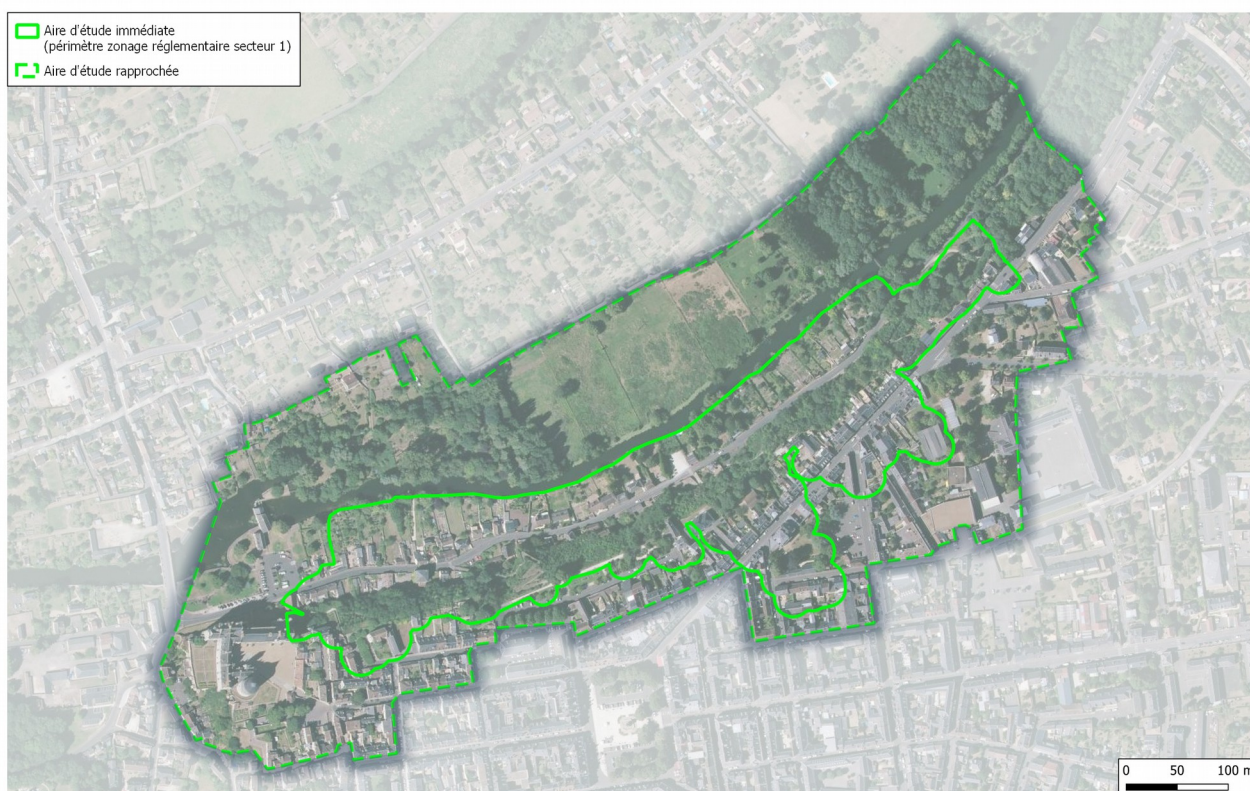 Aire d'étude immédiate
(périmètre zonage réglementaire secteur 1)
Aire d'étude rapprochée
0 50 100 m